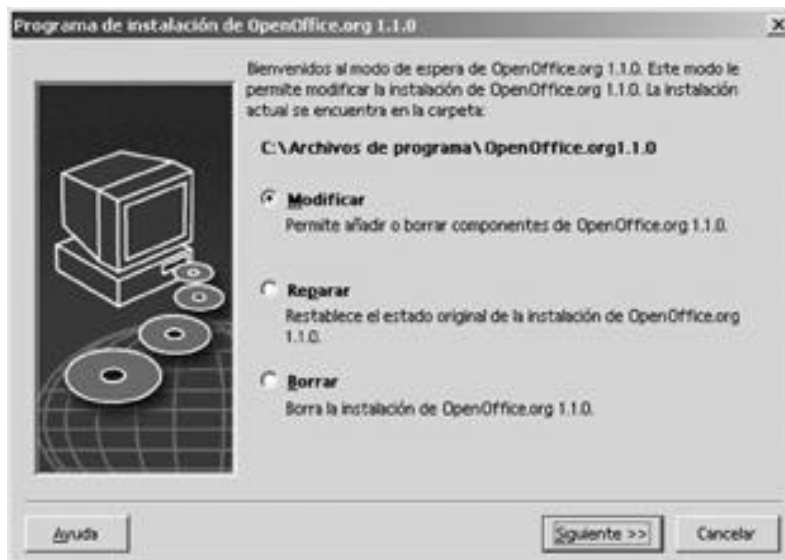 Programa de instalación de OpenOffice.org 1.1.0
Bienvenidos al modo de espera de OpenOffice.org 1.1.0. Este modo le
permite modificar la instalación de OpenOffice.org 1.1.0. La instalación
actual se encuentra en la carpeta:
C:\Archivos de programa\OpenOffice.org1.1.0
Modificar
Permite añadir o borrar componentes de OpenOffice.org 1.1.0.
Reparar
Restablece el estado original de la instalación de OpenOffice.org
1.1.0.
Borrar
Borra la instalación de OpenOffice.org 1.1.0.
Ayuda
Siguiente >>
Cancelar